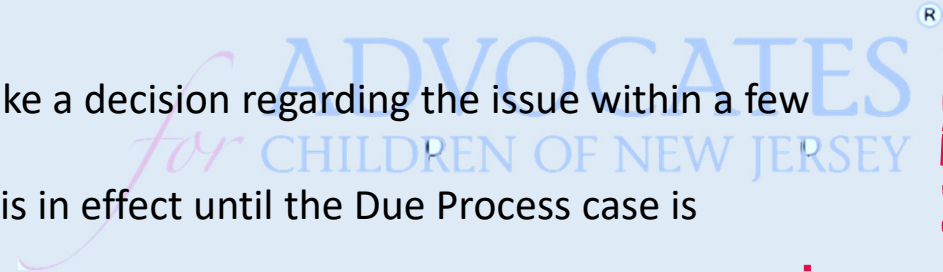 ®
ADVOCATES
ke a decision regarding the issue within a few
for CHILDREN OF NEW JERSEY
is in effect until the Due Process case is